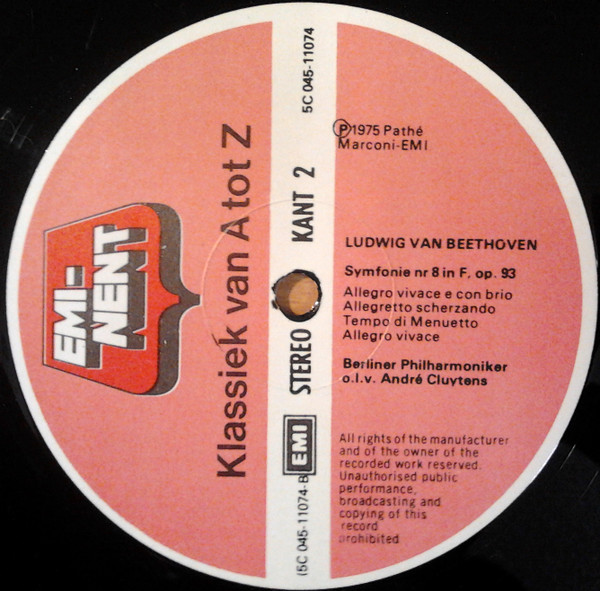 EMI-
NENT
Klassiek van A tot Z
(5C 045-11074-B
EMI
STEREO
KANT 2
5C 045-11074
Ⓟ1975 Pathé
Marconi-EMI
LUDWIG VAN BEETHOVEN
Symfonie nr 8 in F, op. 93
Allegro vivace e con brio
Allegretto scherzando
Tempo di Menuetto
Allegro vivace
Berliner Philharmoniker
o.l.v. André Cluytens
All rights of the manufacturer
and of the owner of the
recorded work reserved.
Unauthorised public
performance,
broadcasting and
copying of this
record
prohibited